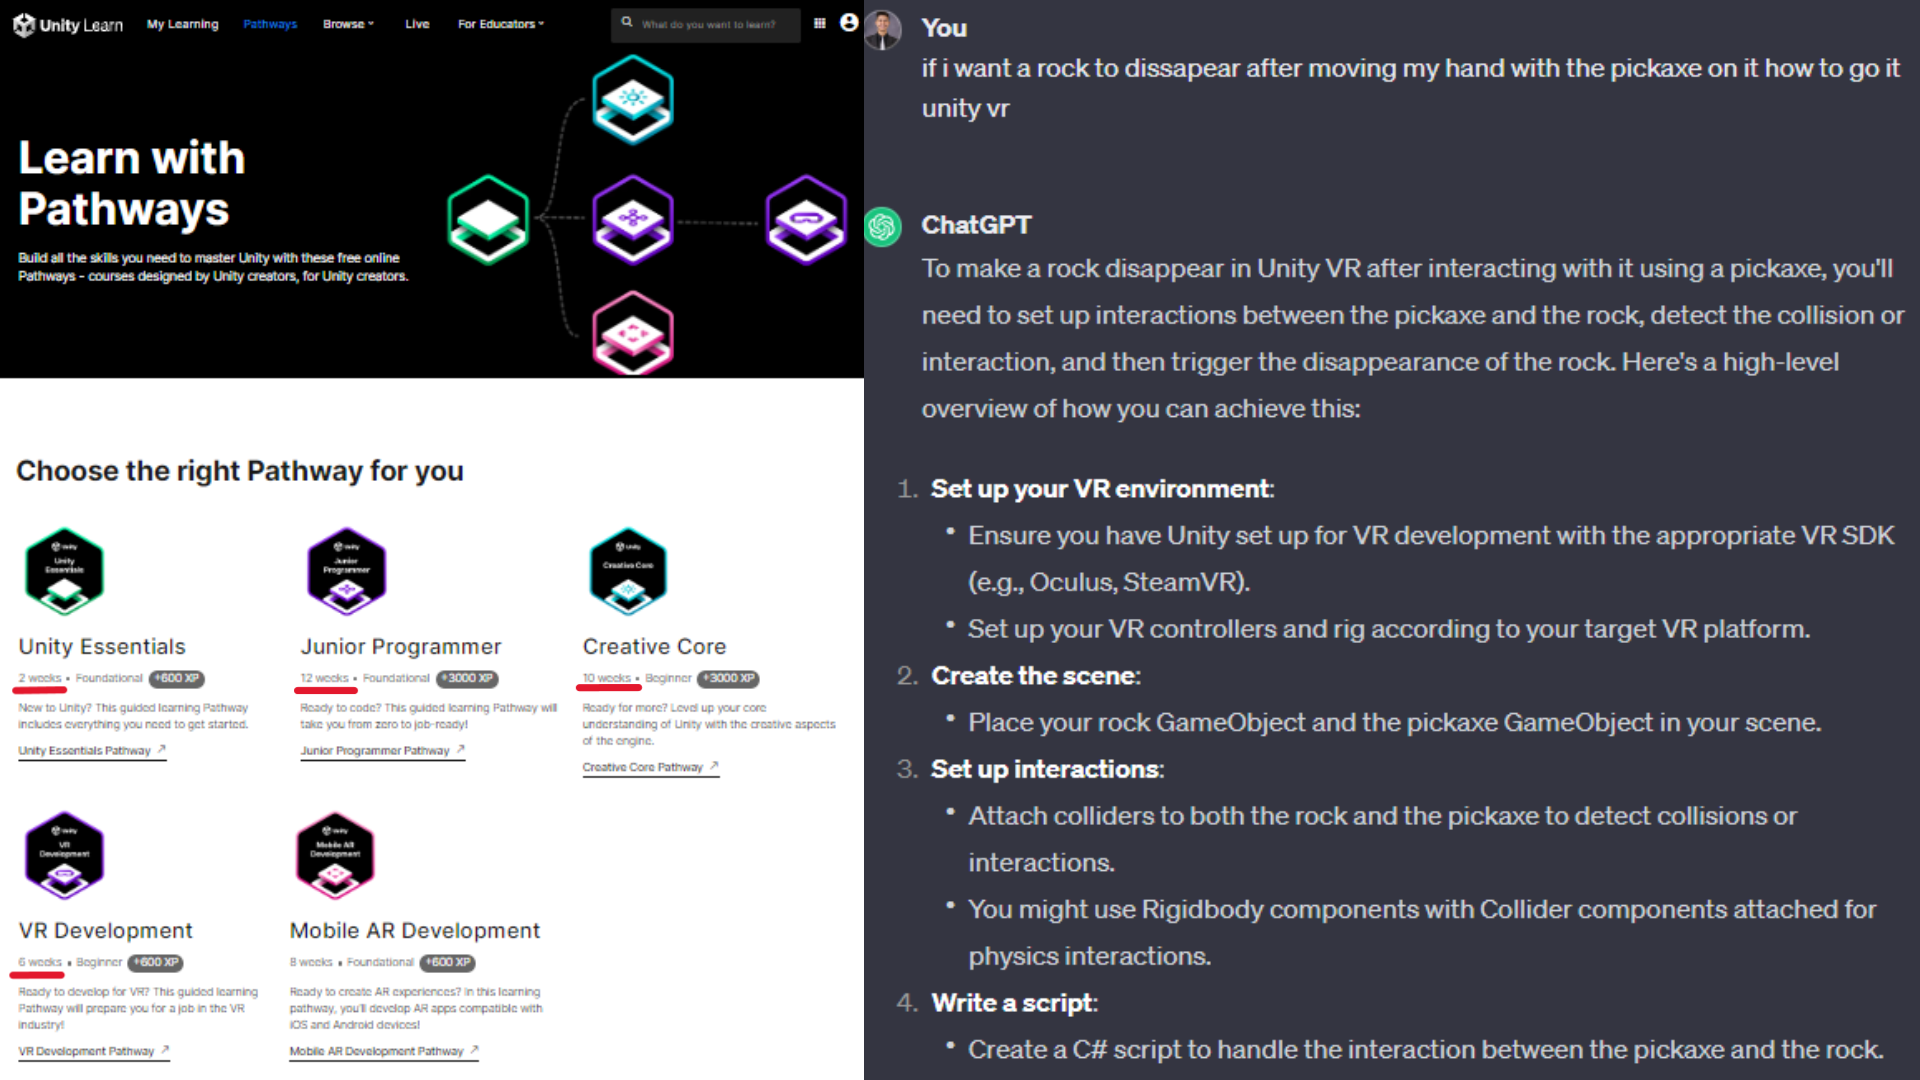 Unity Learn
My Learning
Pathways
Browse
Live
For Educators
What do you want to learn?
Learn with
Pathways
Build all the skills you need to master Unity with these free online
Pathways - courses designed by Unity creators, for Unity creators.
Choose the right Pathway for you
Unity
Unity
Essentials
Unity
Junior
Programmer
Unity
Creative Core
Unity Essentials
2 weeks • Foundational +600 XP
New to Unity? This guided learning Pathway
includes everything you need to get started.
Unity Essentials Pathway
Junior Programmer
12 weeks • Foundational +3000 XP
Ready to code? This guided learning Pathway will
take you from zero to job-ready!
Junior Programmer Pathway
Creative Core
10 weeks • Beginner +3000 XP
Ready for more? Level up your core
understanding of Unity with the creative aspects
of the engine.
Creative Core Pathway
Unity
VR
Development
Unity
Mobile AR
Development
VR Development
6 weeks • Beginner +600 XP
Ready to develop for VR? This guided learning
Pathway will prepare you for a job in the VR
industry!
VR Development Pathway
Mobile AR Development
8 weeks • Foundational +600 XP
Ready to create AR experiences? In this learning
pathway, you'll develop AR apps compatible with
iOS and Android devices!
Mobile AR Development Pathway
You
if i want a rock to dissapear after moving my hand with the pickaxe on it how to go it
unity vr
ChatGPT
To make a rock disappear in Unity VR after interacting with it using a pickaxe, you'll
need to set up interactions between the pickaxe and the rock, detect the collision or
interaction, and then trigger the disappearance of the rock. Here's a high-level
overview of how you can achieve this:
1. Set up your VR environment:
• Ensure you have Unity set up for VR development with the appropriate VR SDK
(e.g., Oculus, SteamVR).
• Set up your VR controllers and rig according to your target VR platform.
2. Create the scene:
• Place your rock GameObject and the pickaxe GameObject in your scene.
3. Set up interactions:
• Attach colliders to both the rock and the pickaxe to detect collisions or
interactions.
• You might use Rigidbody components with Collider components attached for
physics interactions.
4. Write a script:
• Create a C# script to handle the interaction between the pickaxe and the rock.